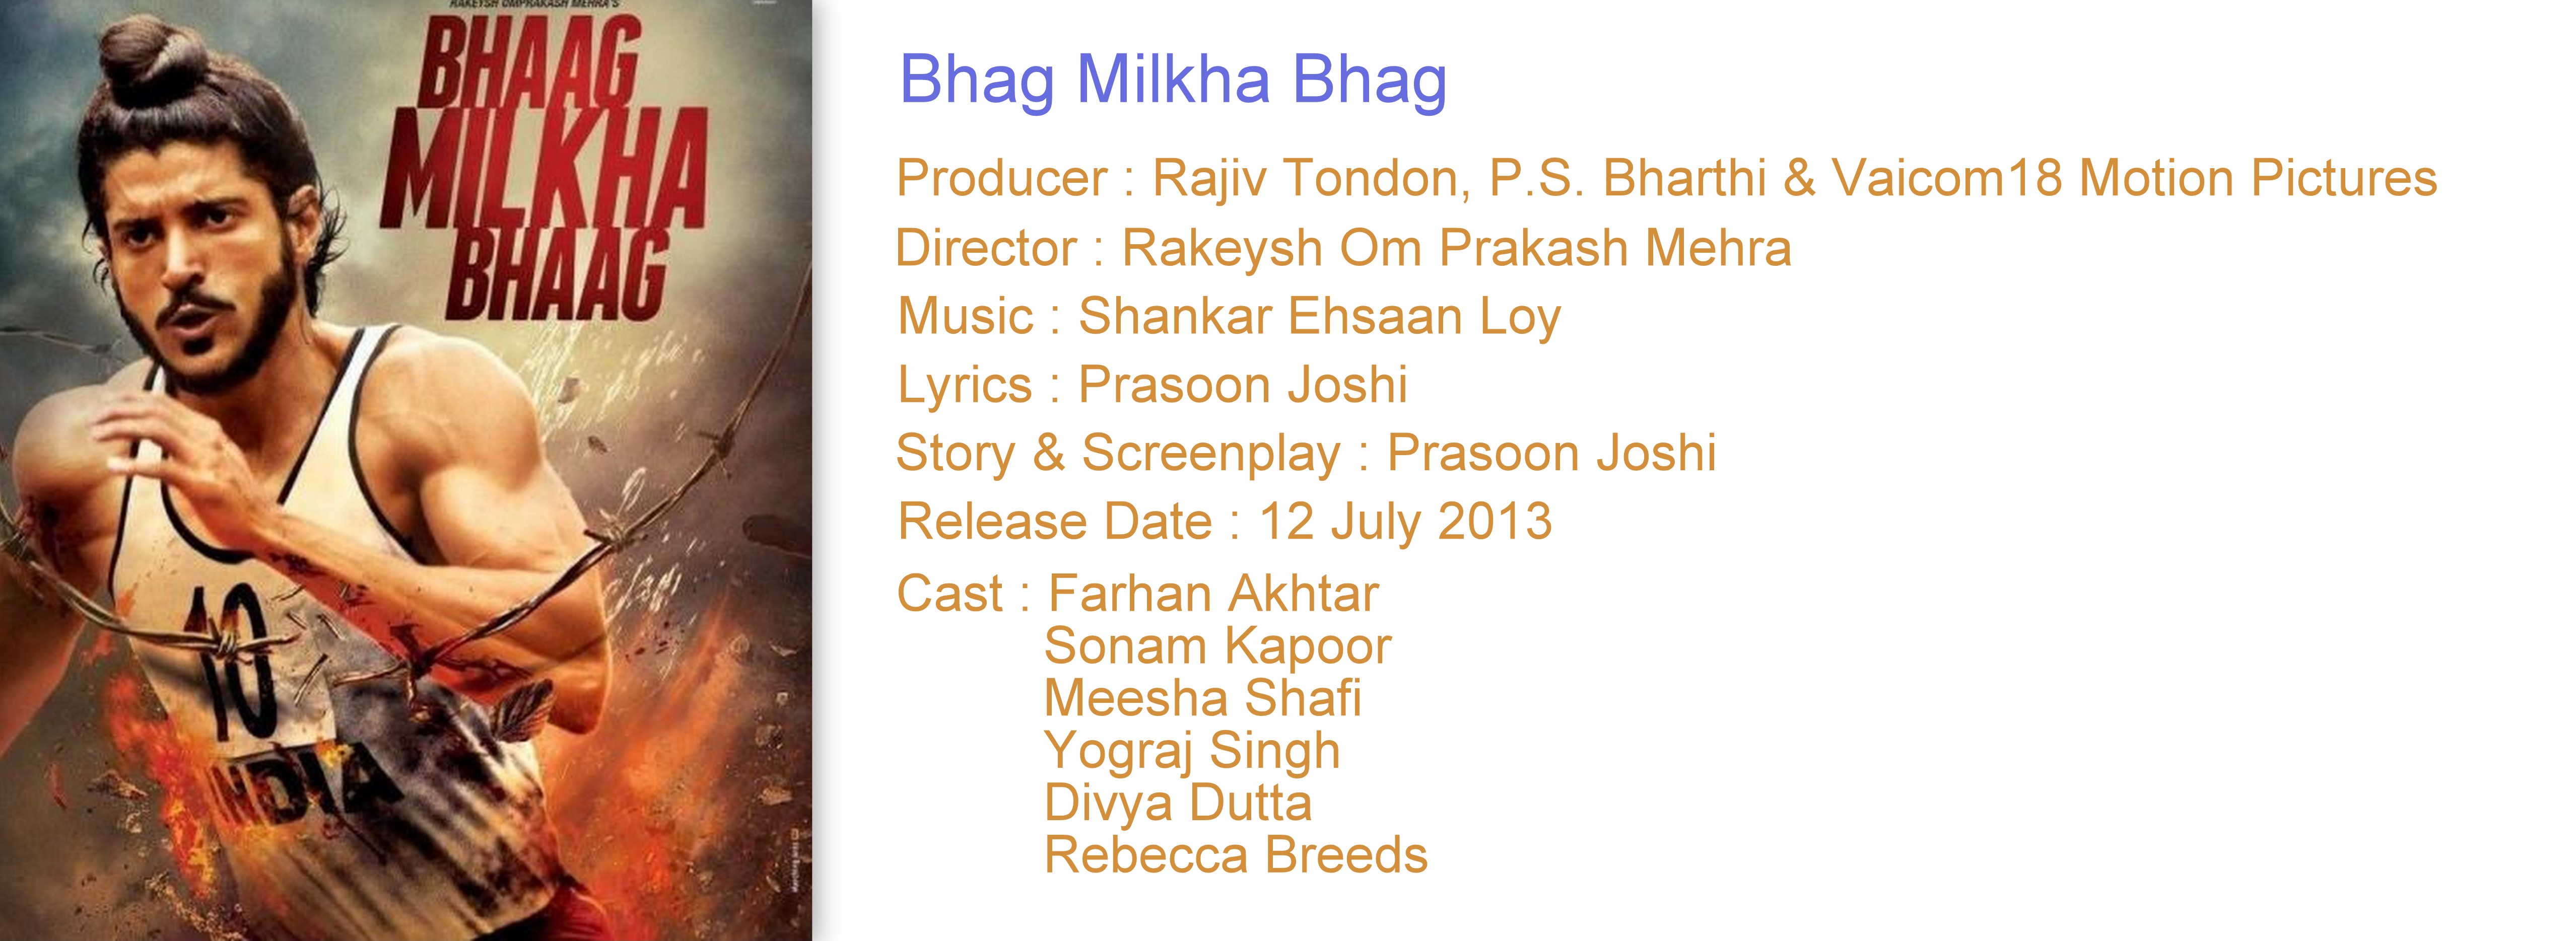 RAKEYSH OMPRAKASH MEHRA'S
BHAAG
MILKHA
BHAAG
10
INDIA
Bhag Milkha Bhag
Producer : Rajiv Tondon, P.S. Bharthi & Vaicom18 Motion Pictures
Director : Rakeysh Om Prakash Mehra
Music : Shankar Ehsaan Loy
Lyrics : Prasoon Joshi
Story & Screenplay : Prasoon Joshi
Release Date : 12 July 2013
Cast : Farhan Akhtar
Sonam Kapoor
Meesha Shafi
Yograj Singh
Divya Dutta
Rebecca Breeds